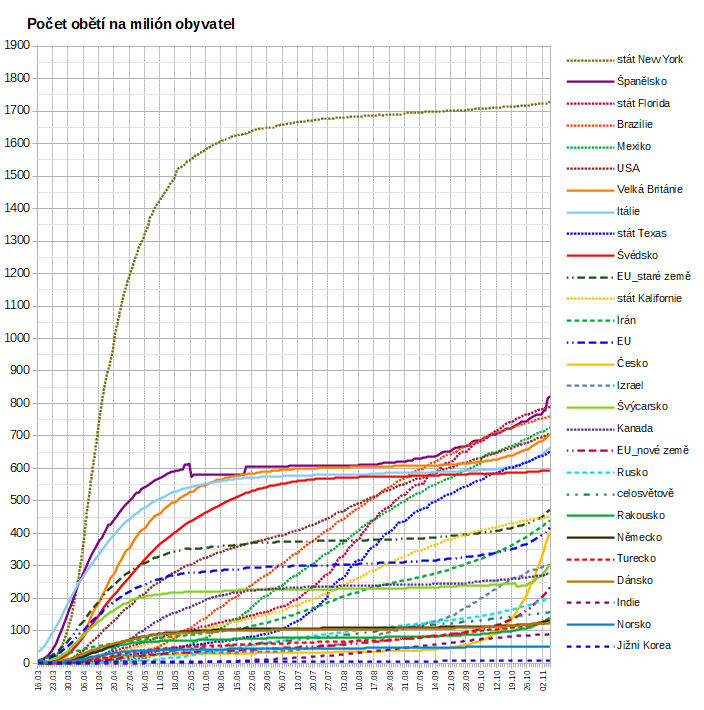 Počet obětí na milión obyvatel
1900
1800
1700
1600
1500
1400
1300
1200
1100
1000
900
800
700
600
500
400
300
200
100
0
stát New York
Španělsko
stát Florida
Brazílie
Mexiko
USA
Velká Británie
Itálie
stát Texas
Švédsko
EU_staré země
stát Kalifornie
Írán
EU
Česko
Izrael
Švýcarsko
Kanada
EU_nové země
Rusko
celosvětově
Rakousko
Německo
Turecko
Dánsko
Indie
Norsko
Jižní Korea
16.03
23.03
30.03
06.04
13.04
20.04
27.04
04.05
11.05
18.05
25.05
01.06
08.06
15.06
22.06
29.06
06.07
13.07
20.07
27.07
03.08
10.08
17.08
24.08
31.08
07.09
14.09
21.09
28.09
05.10
12.10
19.10
26.10
02.11